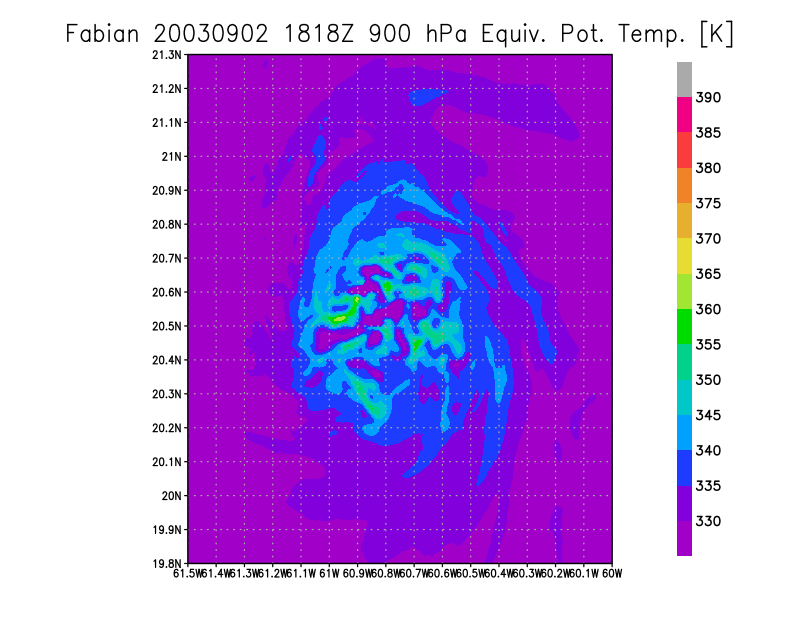 Fabian 20030902 1818Z 900 hPa Equiv. Pot. Temp. [K]
21.3N
21.2N
21.1N
21N
20.9N
20.8N
20.7N
20.6N
20.5N
20.4N
20.3N
20.2N
20.1N
20N
19.9N
19.8N
61.5W 61.4W 61.3W 61.2W 61.1W 61W 60.9W 60.8W 60.7W 60.6W 60.5W 60.4W 60.3W 60.2W 60.1W 60W
390
385
380
375
370
365
360
355
350
345
340
335
330